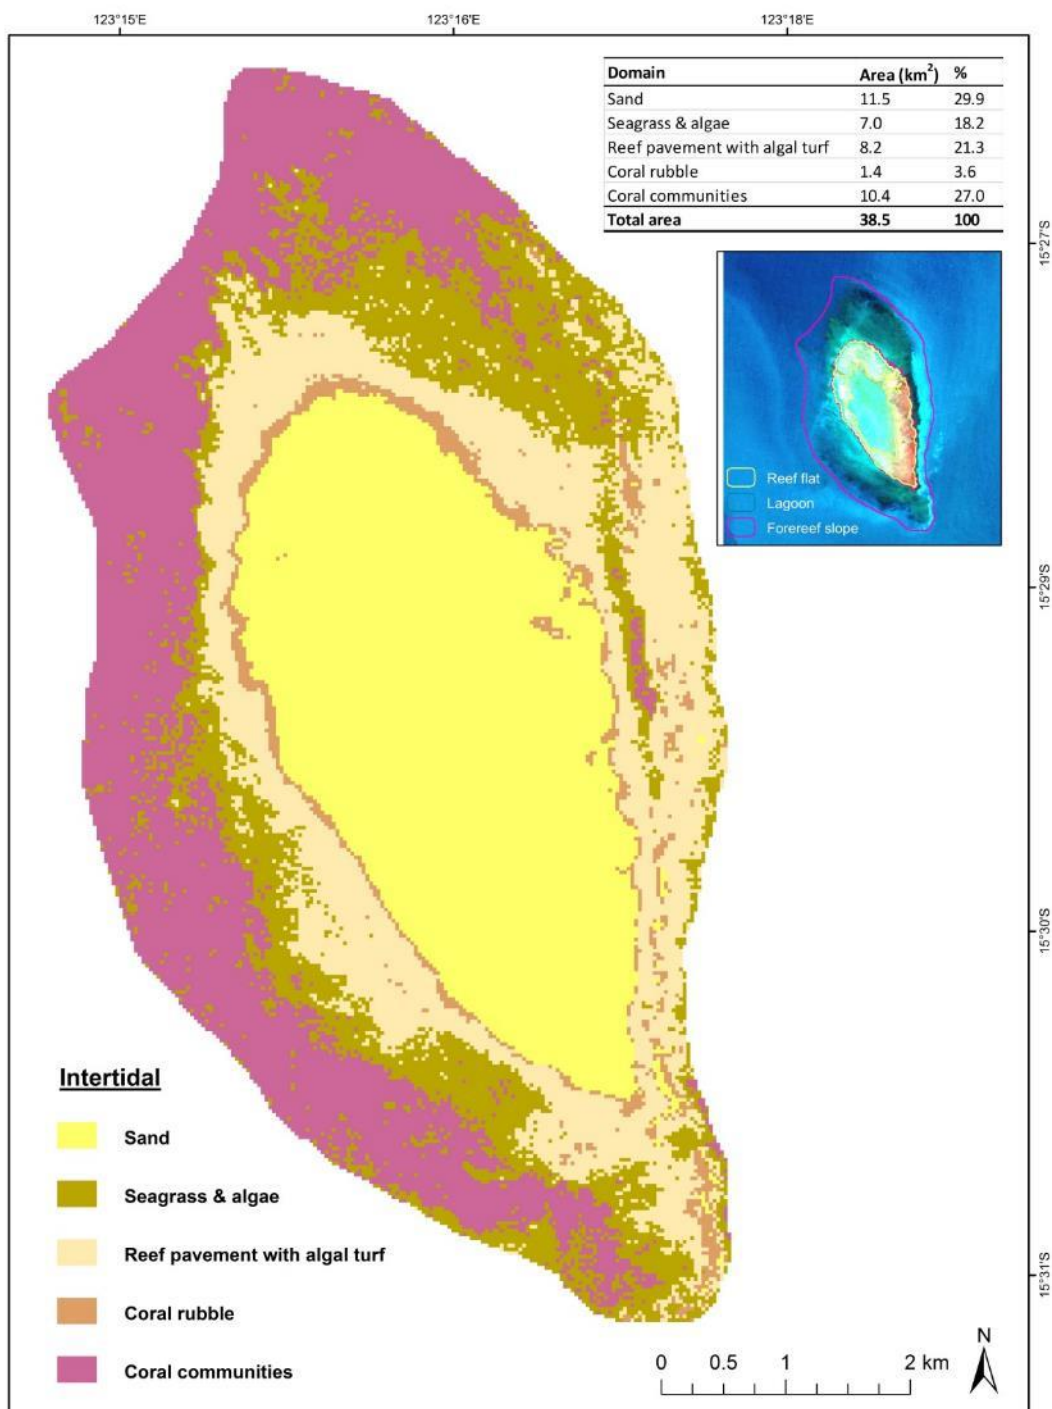 123°15'E 123°16'E 123°18'E
Domain Area (km²) %
Sand 11.5 29.9
Seagrass & algae 7.0 18.2
Reef pavement with algal turf 8.2 21.3
Coral rubble 1.4 3.6
Coral communities 10.4 27.0
Total area 38.5 100
15°27'S
Reef flat
Lagoon
Forereef slope
15°29'S
15°30'S
Intertidal
Sand
Seagrass & algae
Reef pavement with algal turf
Coral rubble
Coral communities
15°31'S
0 0.5 1 2 km
N